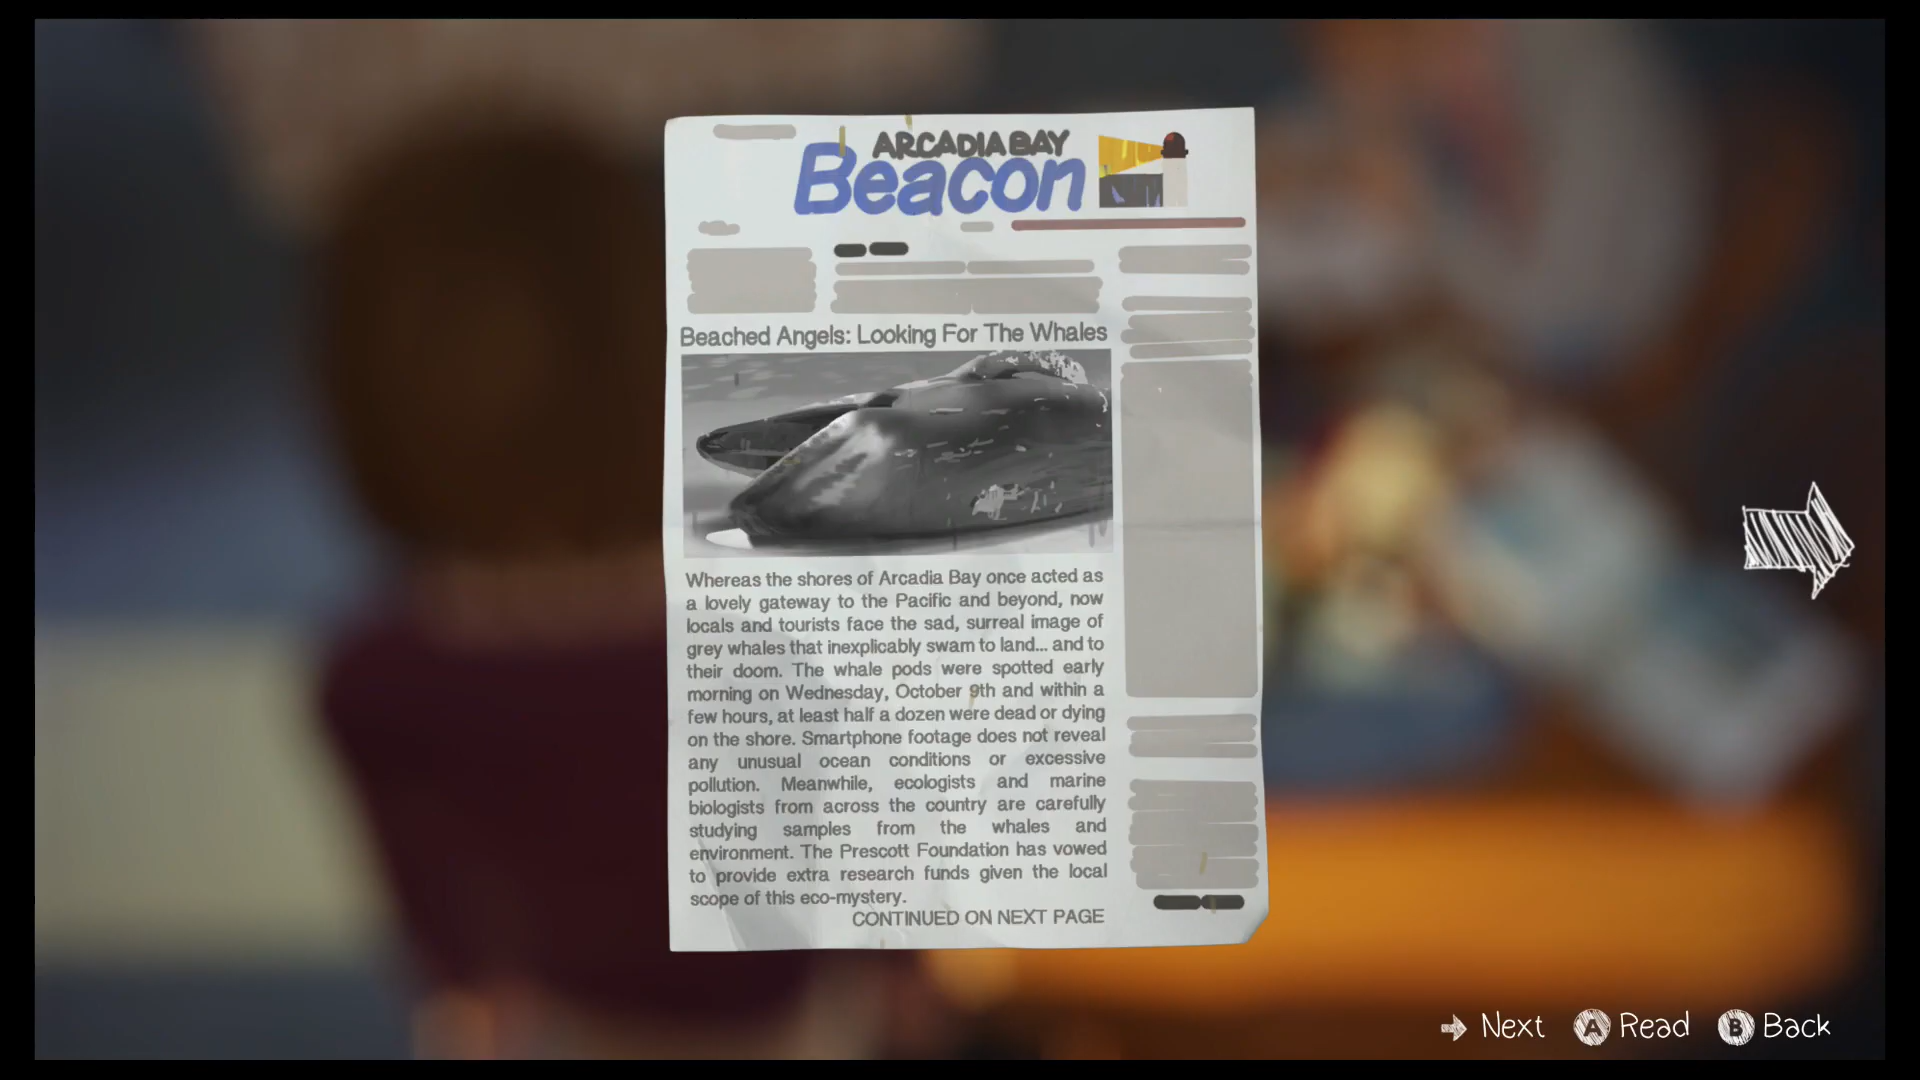 ARCADIA BAY
Beacon
Beached Angels: Looking For The Whales
Whereas the shores of Arcadia Bay once acted as
a lovely gateway to the Pacific and beyond, now
locals and tourists face the sad, surreal image of
grey whales that inexplicably swam to land... and to
their doom. The whale pods were spotted early
morning on Wednesday, October 9th and within a
few hours, at least half a dozen were dead or dying
on the shore. Smartphone footage does not reveal
any unusual ocean conditions or excessive
pollution. Meanwhile, ecologists and marine
biologists from across the country are carefully
studying samples from the whales and
environment. The Prescott Foundation has vowed
to provide extra research funds given the local
scope of this eco-mystery.
CONTINUED ON NEXT PAGE
Next A Read B Back